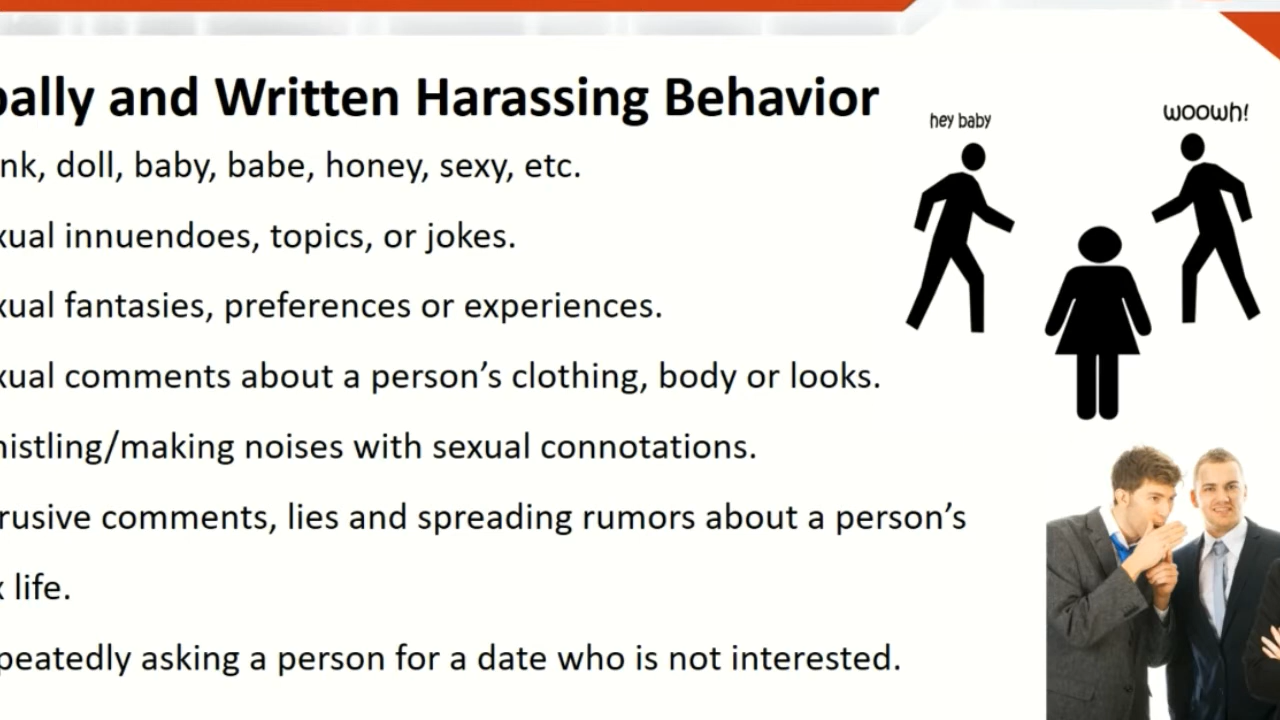 bally and Written Harassing Behavior
hey baby
woowh!
nk, doll, baby, babe, honey, sexy, etc.
xual innuendoes, topics, or jokes.
xual fantasies, preferences or experiences.
xual comments about a person's clothing, body or looks.
histling/making noises with sexual connotations.
rusive comments, lies and spreading rumors about a person's
x life.
peatedly asking a person for a date who is not interested.